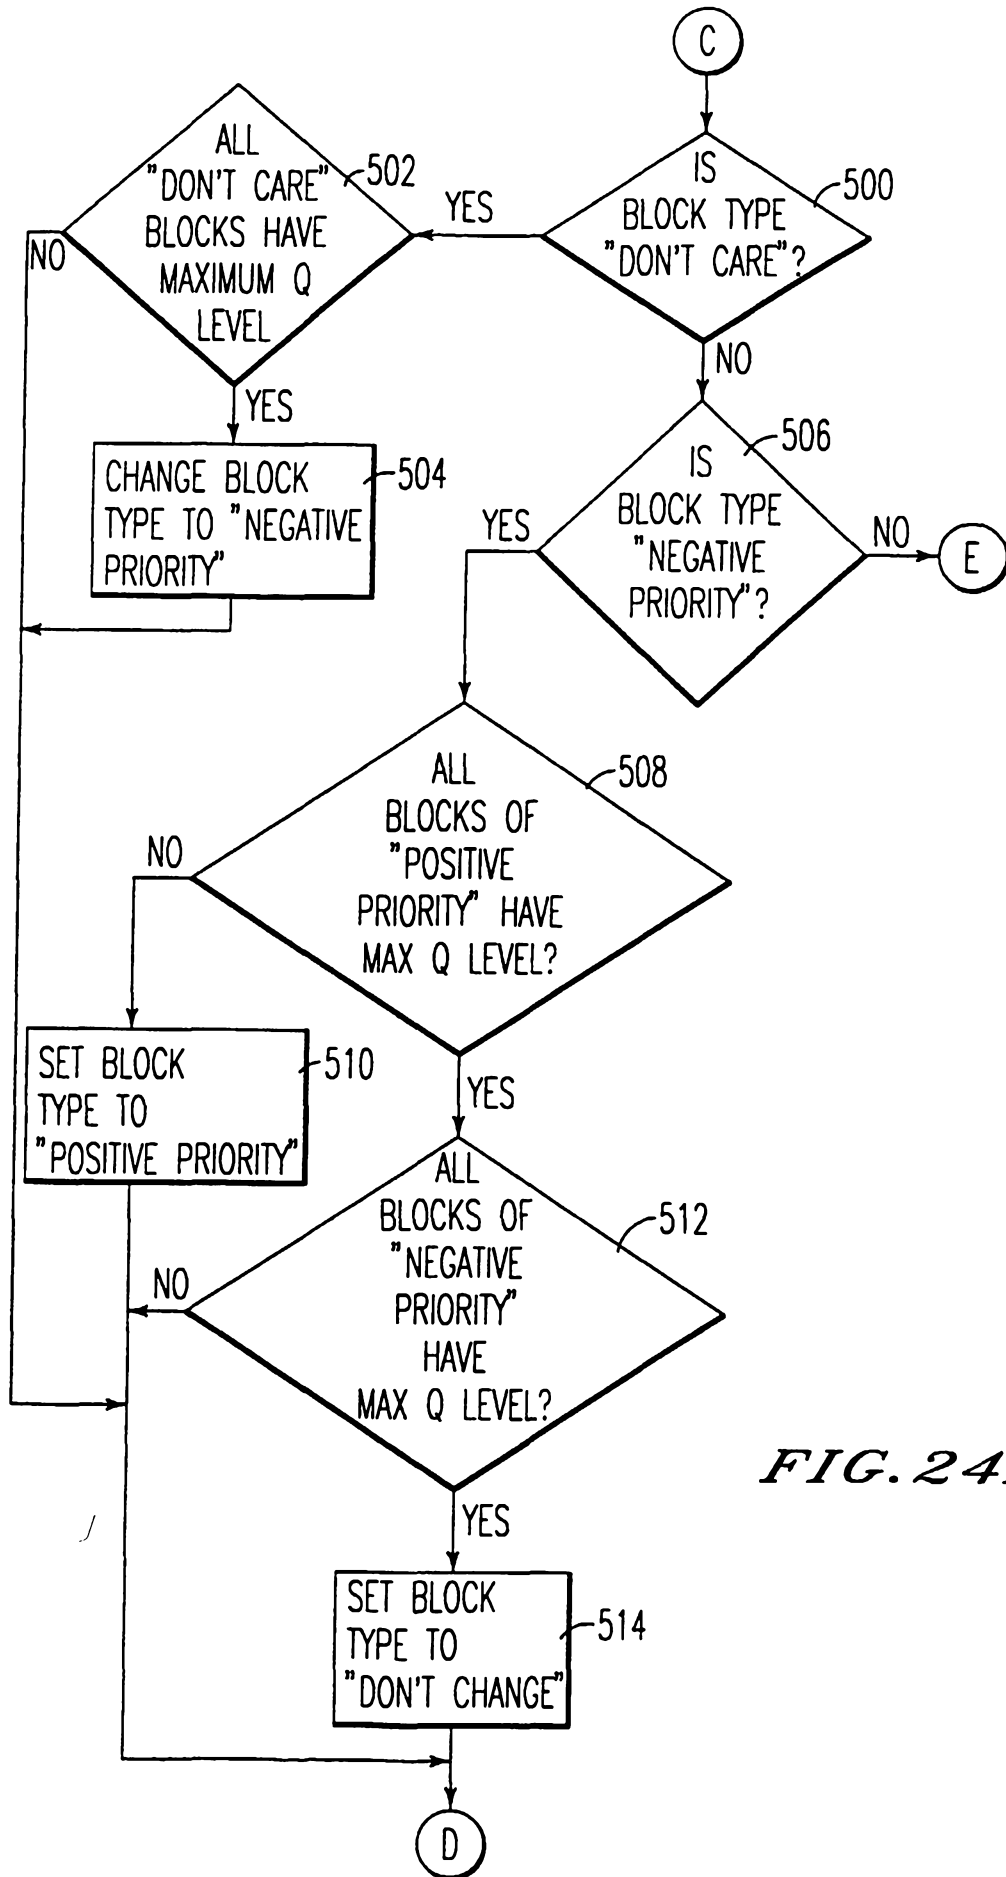 C
ALL
"DON'T CARE"
BLOCKS HAVE
MAXIMUM Q
LEVEL
502
YES
IS
BLOCK TYPE
"DON'T CARE"?
500
NO
YES
NO
CHANGE BLOCK
TYPE TO "NEGATIVE
PRIORITY"
504
IS
BLOCK TYPE
"NEGATIVE
PRIORITY"?
506
YES
NO
E
ALL
BLOCKS OF
"POSITIVE
PRIORITY" HAVE
MAX Q LEVEL?
508
NO
YES
SET BLOCK
TYPE TO
"POSITIVE PRIORITY"
510
ALL
BLOCKS OF
"NEGATIVE
PRIORITY"
HAVE
MAX Q LEVEL?
512
NO
YES
SET BLOCK
TYPE TO
"DON'T CHANGE"
514
D
FIG. 24